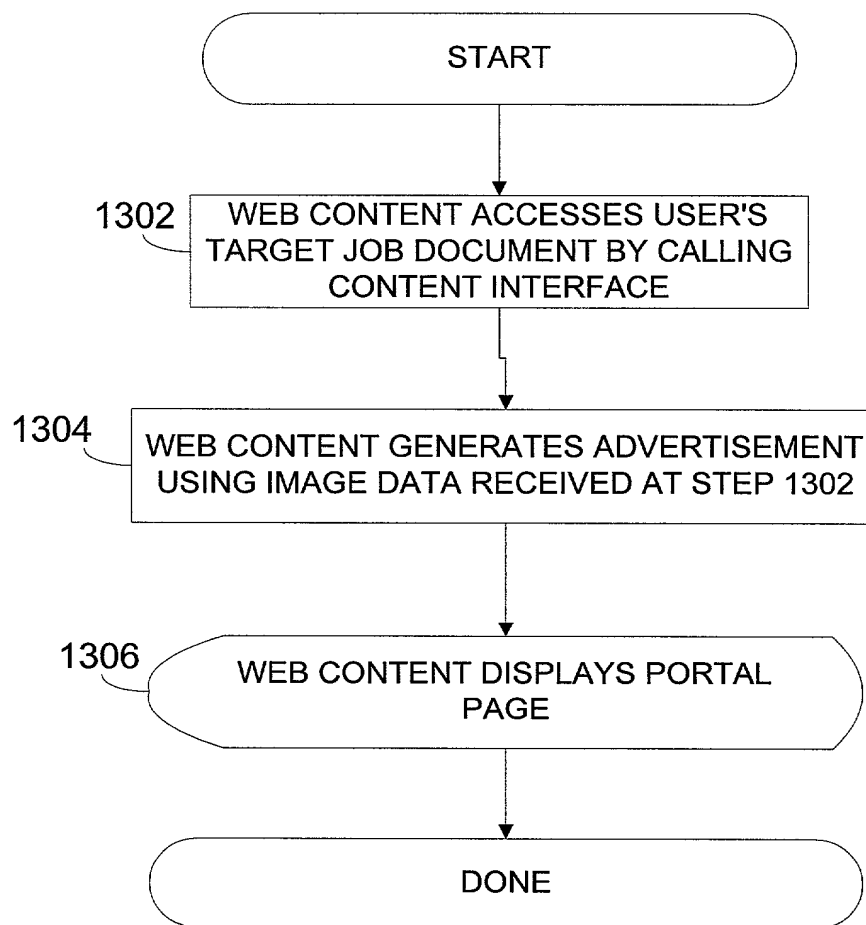 START
1302
WEB CONTENT ACCESSES USER'S
TARGET JOB DOCUMENT BY CALLING
CONTENT INTERFACE
1304
WEB CONTENT GENERATES ADVERTISEMENT
USING IMAGE DATA RECEIVED AT STEP 1302
1306
WEB CONTENT DISPLAYS PORTAL
PAGE
DONE